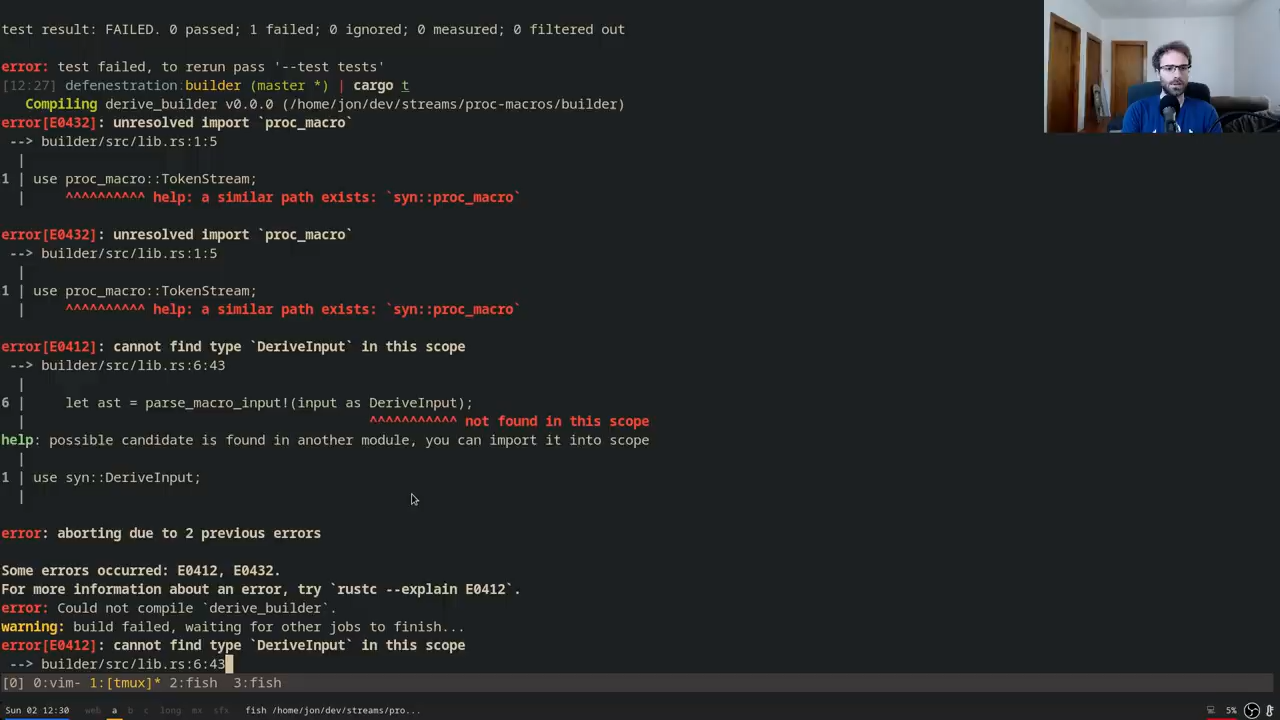 test result: FAILED. 0 passed; 1 failed; 0 ignored; 0 measured; 0 filtered out
error: test failed, to rerun pass '--test tests'
[12:27] defenestration:builder (master *) | cargo t
Compiling derive_builder v0.0.0 (/home/jon/dev/streams/proc-macros/builder)
error[E0432]: unresolved import `proc_macro`
--> builder/src/lib.rs:1:5
|
1 | use proc_macro::TokenStream;
| ^^^^^^^^^^ help: a similar path exists: `syn::proc_macro`
error[E0432]: unresolved import `proc_macro`
--> builder/src/lib.rs:1:5
|
1 | use proc_macro::TokenStream;
| ^^^^^^^^^^ help: a similar path exists: `syn::proc_macro`
error[E0412]: cannot find type `DeriveInput` in this scope
--> builder/src/lib.rs:6:43
|
6 | let ast = parse_macro_input!(input as DeriveInput);
| ^^^^^^^^^^^ not found in this scope
help: possible candidate is found in another module, you can import it into scope
|
1 | use syn::DeriveInput;
|
error: aborting due to 2 previous errors
Some errors occurred: E0412, E0432.
For more information about an error, try `rustc --explain E0412`.
error: Could not compile `derive_builder`.
warning: build failed, waiting for other jobs to finish...
error[E0412]: cannot find type `DeriveInput` in this scope
--> builder/src/lib.rs:6:43
[0] 0:vim- 1:[tmux]* 2:fish 3:fish
Sun 02 12:30 web a b c long mx sfx fish /home/jon/dev/streams/pro... 5%